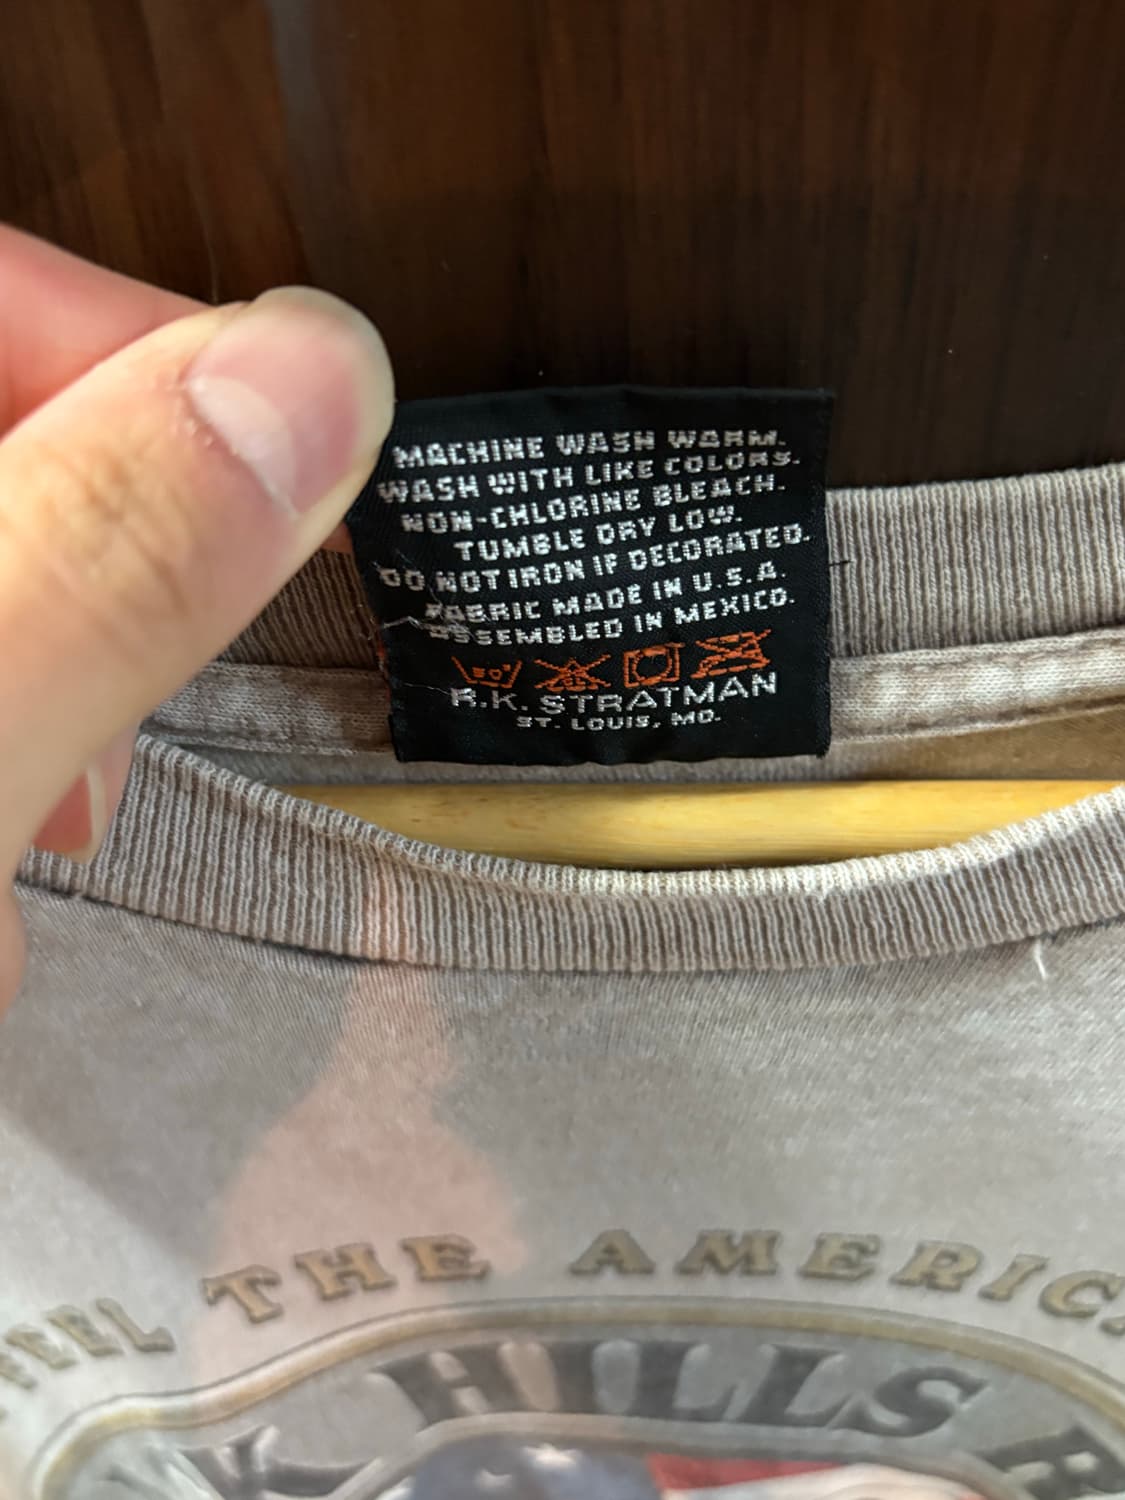 MACHINE WASH WARM.
WASH WITH LIKE COLORS.
NON-CHLORINE BLEACH.
TUMBLE DRY LOW.
DO NOT IRON IF DECORATED.
FABRIC MADE IN U.S.A.
ASSEMBLED IN MEXICO.
R.K. STRATMAN
ST. LOUIS, MO.
FEEL THE AMERIC
K HILLS R